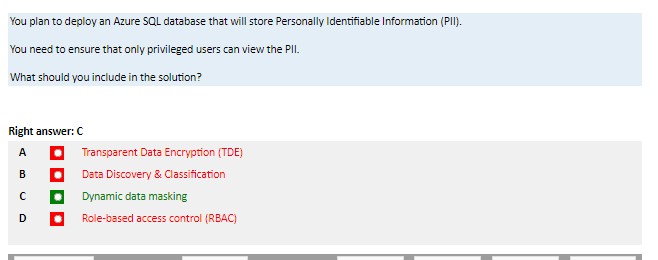 You plan to deploy an Azure SQL database that will store Personally Identifiable Information (PII).
You need to ensure that only privileged users can view the PII.
What should you include in the solution?
Right answer: C
A Transparent Data Encryption (TDE)
B Data Discovery & Classification
C Dynamic data masking
D Role-based access control (RBAC)